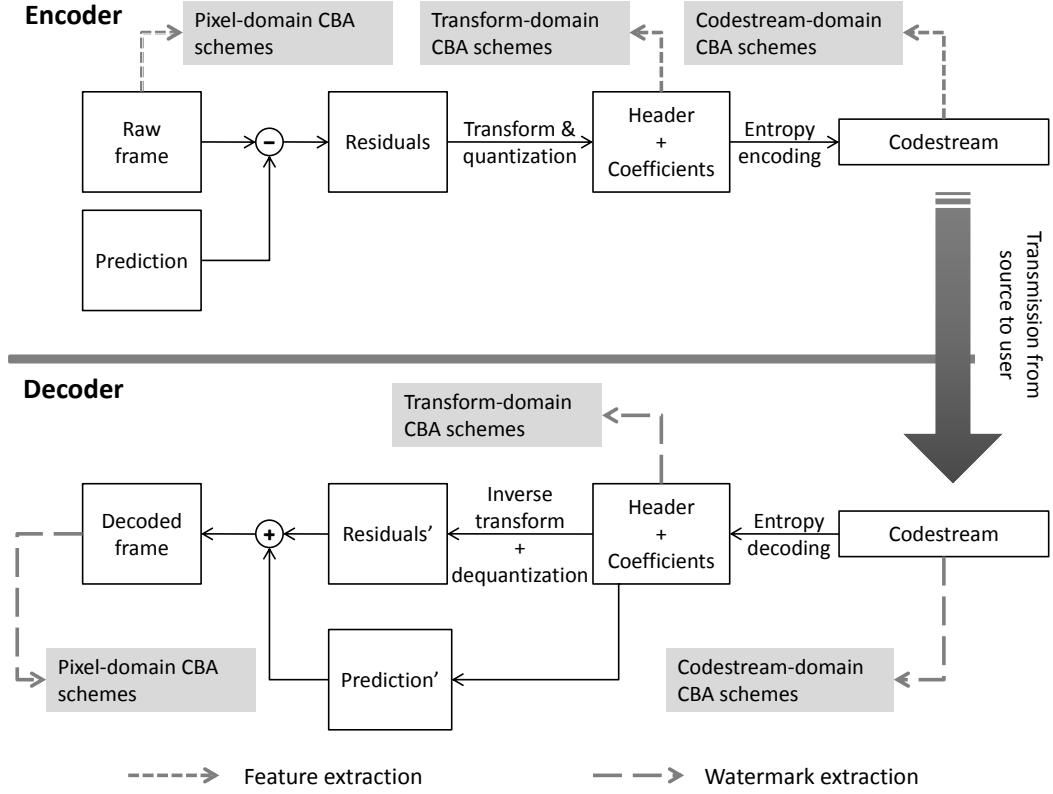 Encoder
Pixel-domain CBA
schemes
Transform-domain
CBA schemes
Codestream-domain
CBA schemes
Raw
frame
−
Residuals
Transform &
quantization
Header
+
Coefficients
Entropy
encoding
Codestream
Prediction
Transmission from
source to user
Decoder
Transform-domain
CBA schemes
Decoded
frame
+
Residuals’
Inverse
transform
+
dequantization
Header
+
Coefficients
Entropy
decoding
Codestream
Pixel-domain CBA
schemes
Prediction’
Codestream-domain
CBA schemes
Feature extraction
Watermark extraction